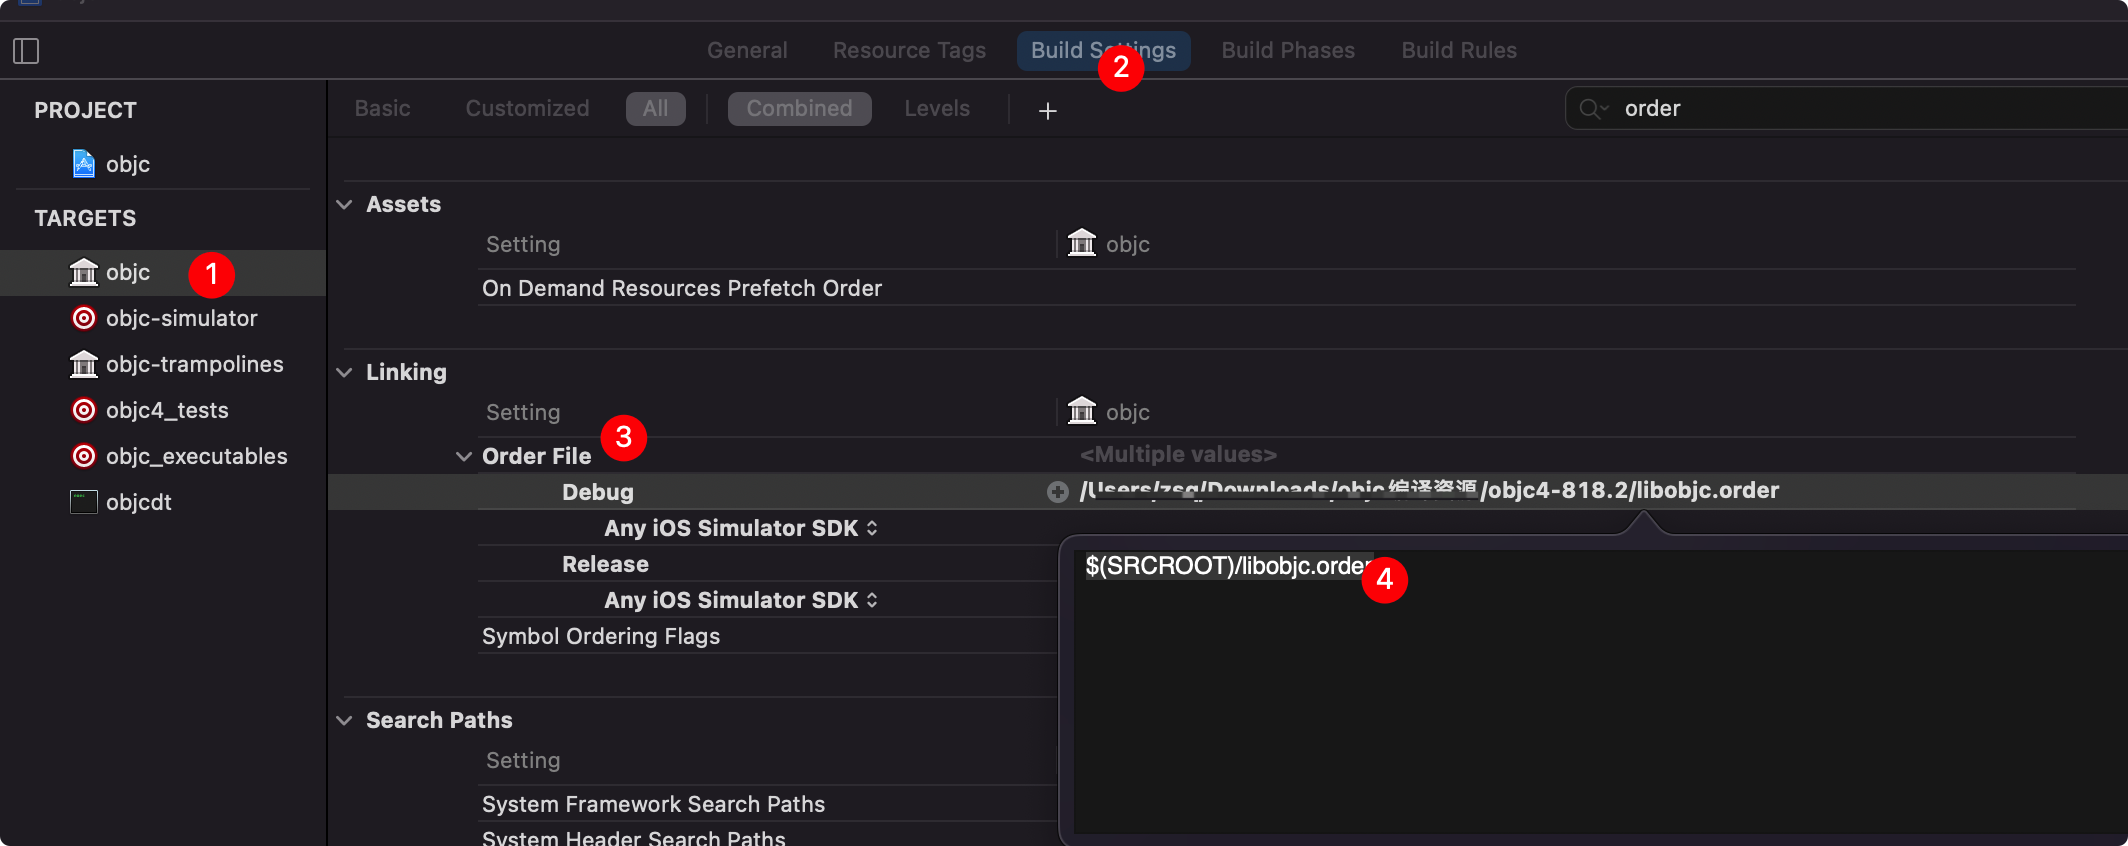 General Resource Tags Build Settings Build Phases Build Rules
2
PROJECT
objc
TARGETS
objc
1
objc-simulator
objc-trampolines
objc4_tests
objc_executables
objcdt
Basic Customized All Combined Levels + order
Assets
Setting objc
On Demand Resources Prefetch Order
Linking
Setting objc
3
Order File <Multiple values>
Debug /Users/zsq/Downloads/objc编译资源/objc4-818.2/libobjc.order
Any iOS Simulator SDK
$(SRCROOT)/libobjc.order
4
Release
Any iOS Simulator SDK
Symbol Ordering Flags
Search Paths
Setting
System Framework Search Paths
System Header Search Paths